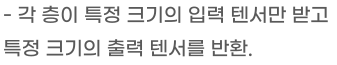 - 각 층이 특정 크기의 입력 텐서만 받고
특정 크기의 출력 텐서를 반환.